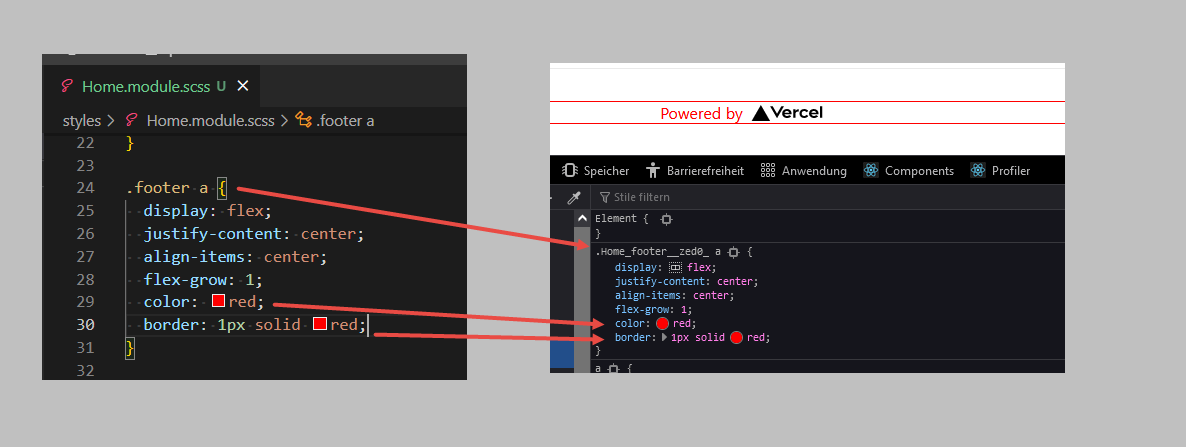 Home.module.scss U ×
styles > Home.module.scss > .footer a
22 }
23
24 .footer a {
25 display: flex;
26 justify-content: center;
27 align-items: center;
28 flex-grow: 1;
29 color: red;
30 border: 1px solid red;
31 }
32
Powered by Vercel
Speicher Barrierefreiheit Anwendung Components Profiler
Stile filtern
Element {
}
.Home_footer__zed0_ a {
display: flex;
justify-content: center;
align-items: center;
flex-grow: 1;
color: red;
border: 1px solid red;
}
a {